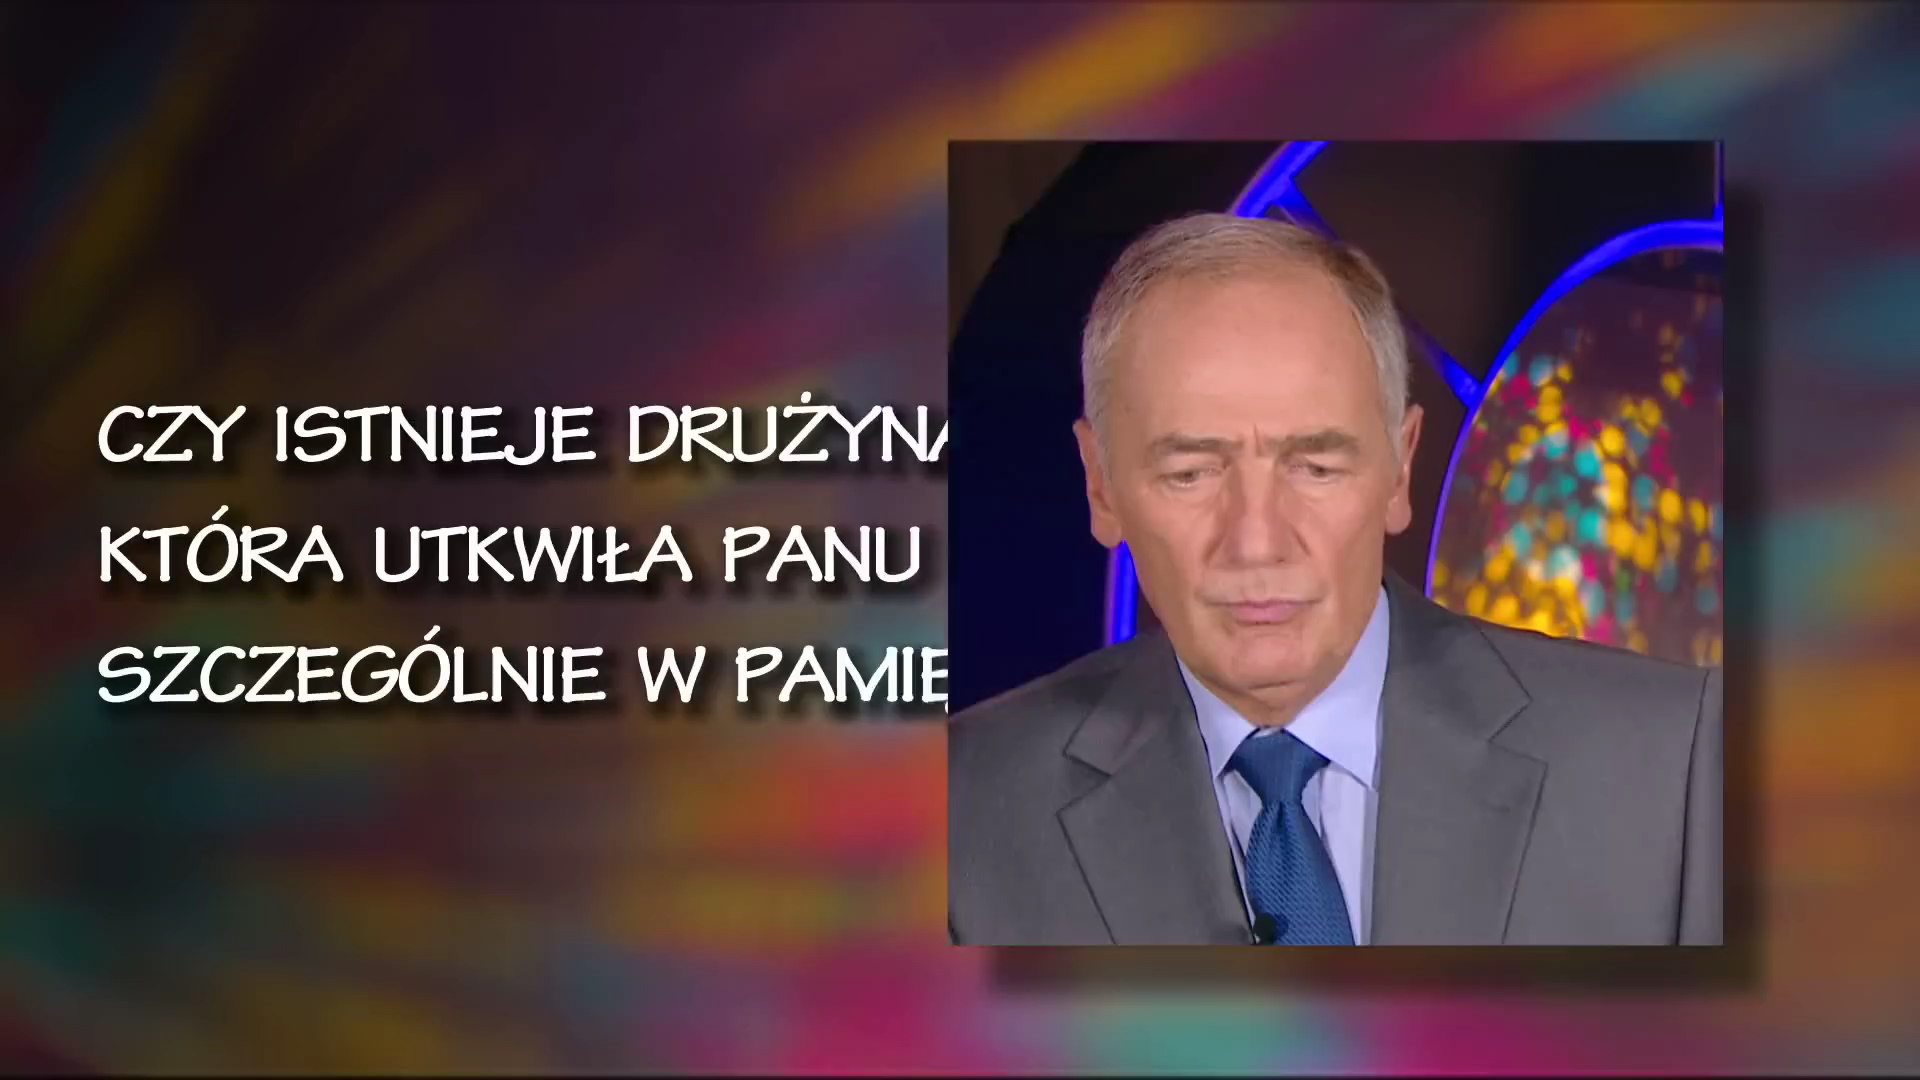 CZY ISTNIEJE DRUŻYNA
KTÓRA UTKWIŁA PANU
SZCZEGÓLNIE W PAMIĘ